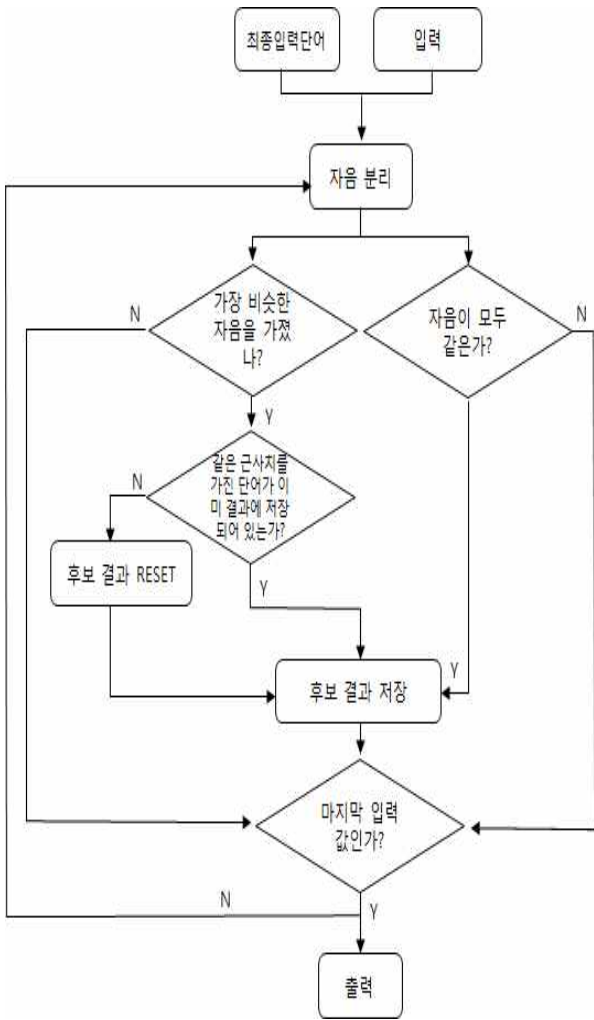 최종입력단어
입력
자음 분리
N
가장 비슷한
자음을 가졌
나?
자음이 모두
같은가?
N
Y
N
같은 근사치를
가진 단어가 이
미 결과에 저장
되어 있는가?
후보 결과 RESET
Y
Y
후보 결과 저장
마지막 입력
값인가?
N
Y
출력